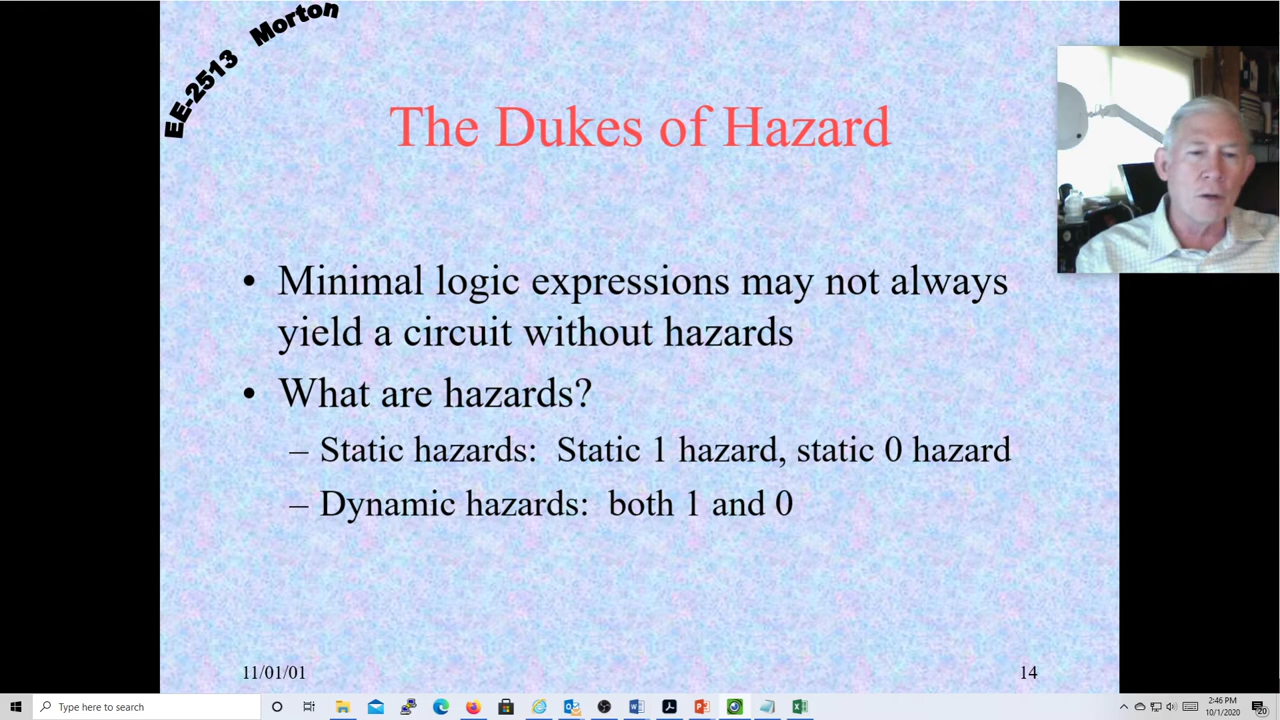 EE-2513 Morton
The Dukes of Hazard
• Minimal logic expressions may not always
yield a circuit without hazards
• What are hazards?
– Static hazards: Static 1 hazard, static 0 hazard
– Dynamic hazards: both 1 and 0
11/01/01
14
Type here to search
2:46 PM
10/1/2020
20